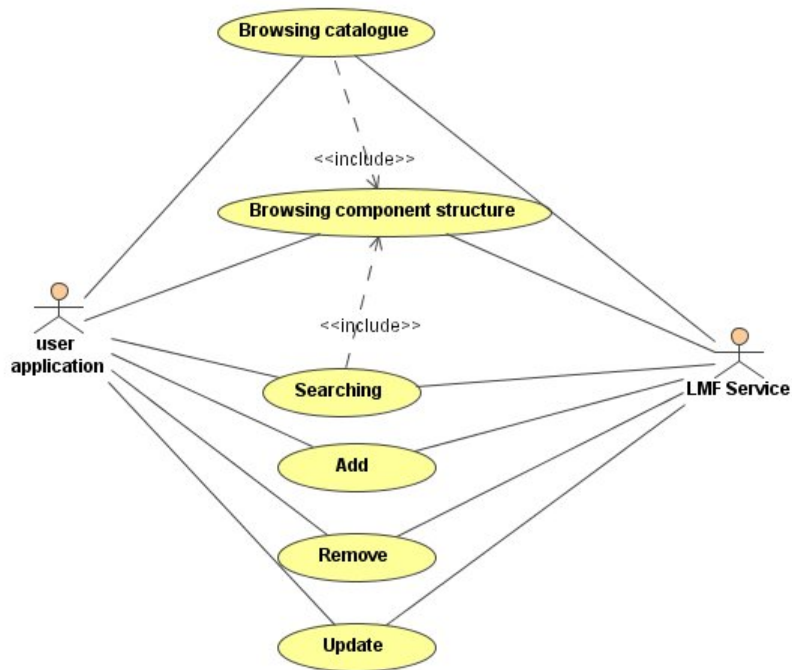 Browsing catalogue
<<include>>
Browsing component structure
<<include>>
user
application
LMF Service
Searching
Add
Remove
Update